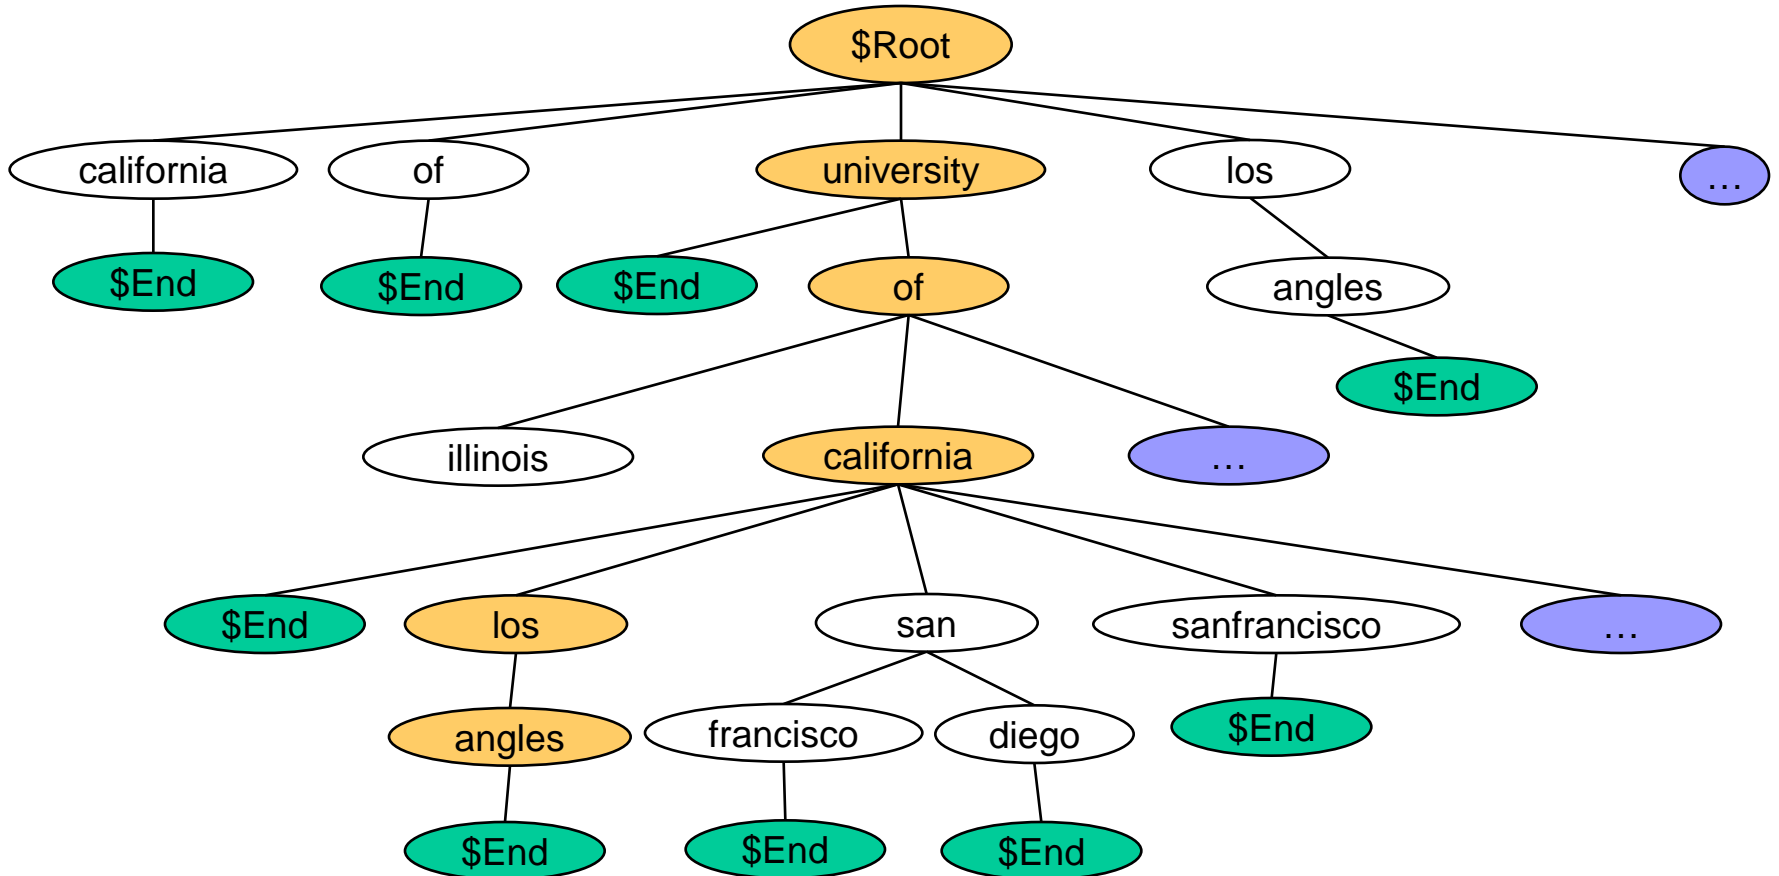 $Root
california of university los …
$End $End $End of angles
$End
illinois california …
$End los san sanfrancisco …
angles francisco diego $End
$End $End $End